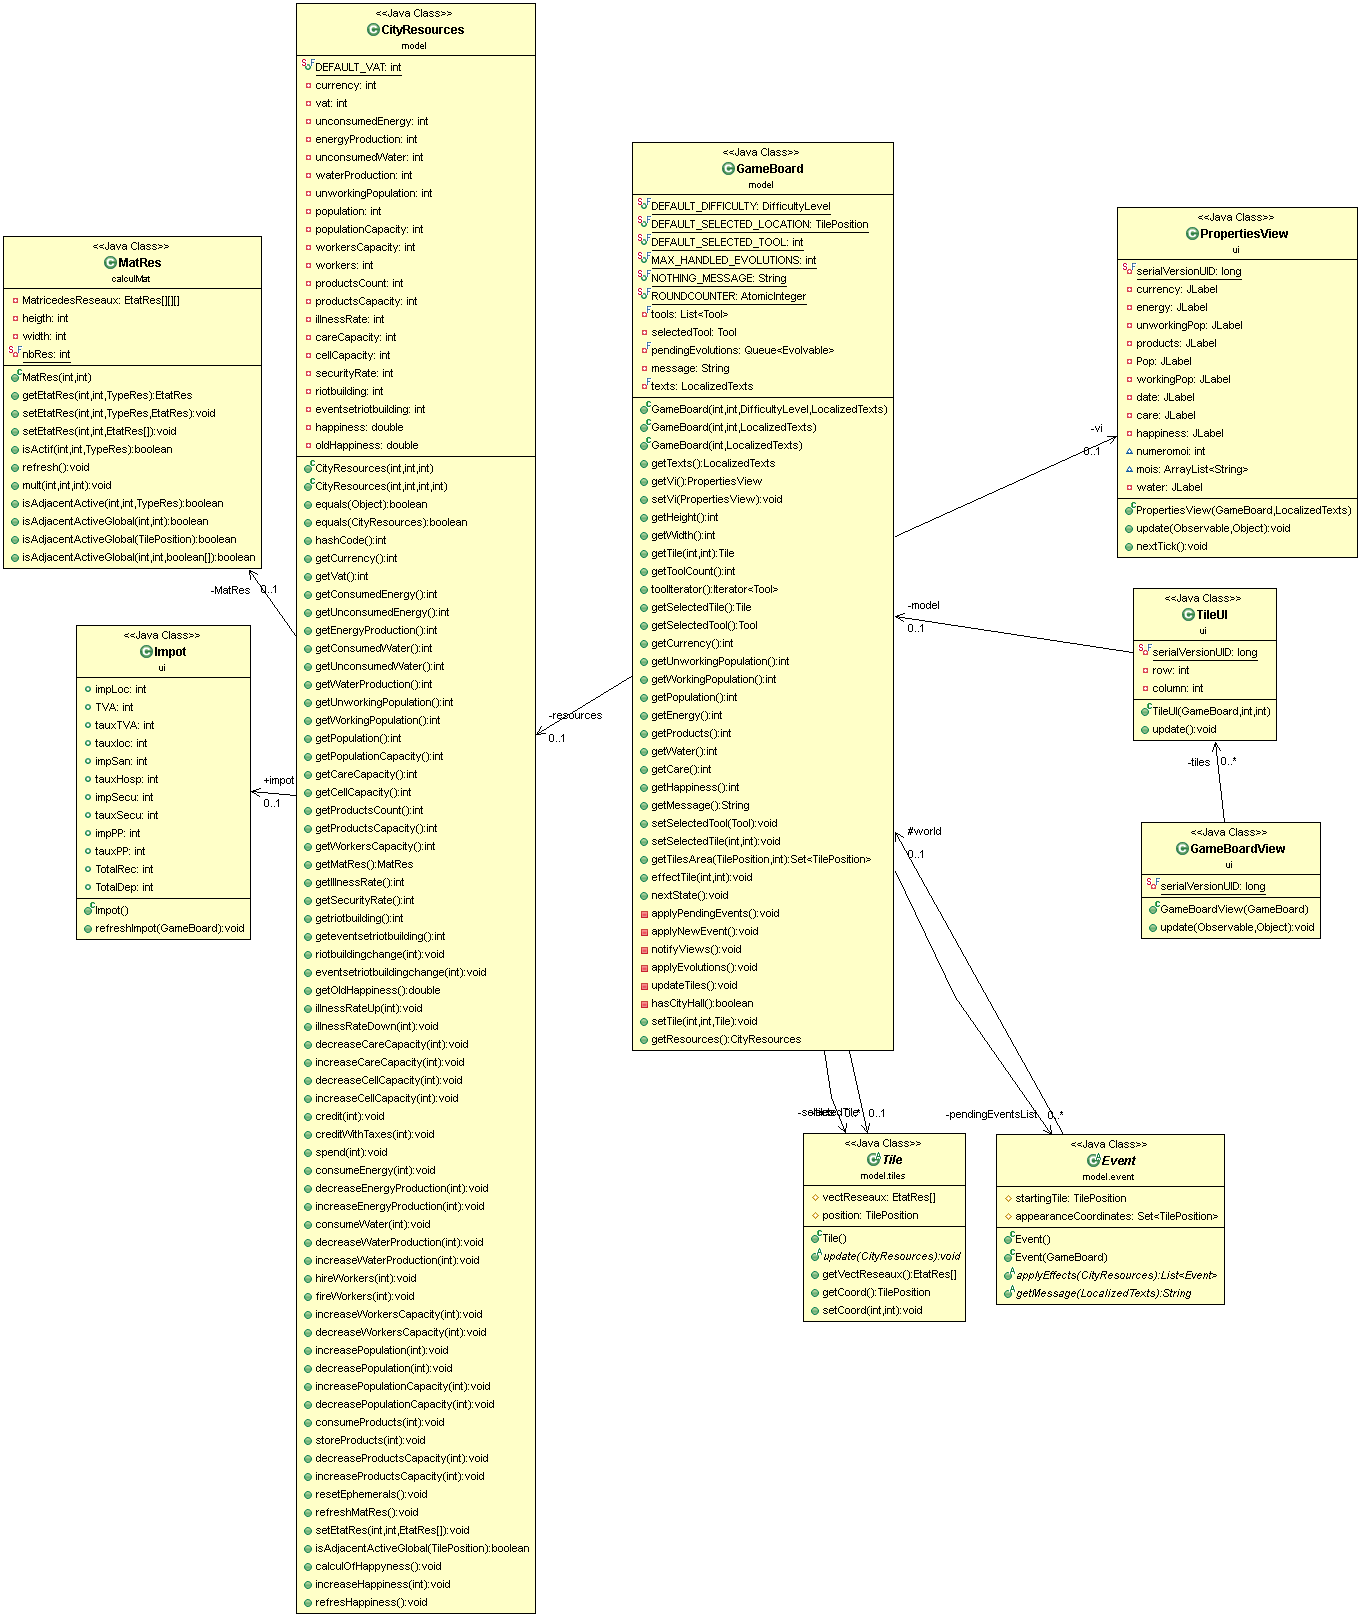 <<Java Class>>
CityResources
model
DEFAULT_VAT: int
currency: int
vat: int
unconsumedEnergy: int
energyProduction: int
unconsumedWater: int
waterProduction: int
unworkingPopulation: int
population: int
populationCapacity: int
workersCapacity: int
workers: int
productsCount: int
productsCapacity: int
illnessRate: int
careCapacity: int
cellCapacity: int
securityRate: int
riotbuilding: int
eventsetriotbuilding: int
happiness: double
oldHappiness: double
CityResources(int,int,int)
CityResources(int,int,int,int)
equals(Object):boolean
equals(CityResources):boolean
hashCode():int
getCurrency():int
getVat():int
getConsumedEnergy():int
getUnconsumedEnergy():int
getEnergyProduction():int
getConsumedWater():int
getUnconsumedWater():int
getWaterProduction():int
getUnworkingPopulation():int
getWorkingPopulation():int
getPopulation():int
getPopulationCapacity():int
getCareCapacity():int
getCellCapacity():int
getProductsCount():int
getProductsCapacity():int
getWorkersCapacity():int
getMatRes():MatRes
getIllnessRate():int
getSecurityRate():int
getriotbuilding():int
geteventsetriotbuilding():int
riotbuildingchange(int):void
eventsetriotbuildingchange(int):void
getOldHappiness():double
illnessRateUp(int):void
illnessRateDown(int):void
decreaseCareCapacity(int):void
increaseCareCapacity(int):void
decreaseCellCapacity(int):void
increaseCellCapacity(int):void
credit(int):void
creditWithTaxes(int):void
spend(int):void
consumeEnergy(int):void
decreaseEnergyProduction(int):void
increaseEnergyProduction(int):void
consumeWater(int):void
decreaseWaterProduction(int):void
increaseWaterProduction(int):void
hireWorkers(int):void
fireWorkers(int):void
increaseWorkersCapacity(int):void
decreaseWorkersCapacity(int):void
increasePopulation(int):void
decreasePopulation(int):void
increasePopulationCapacity(int):void
decreasePopulationCapacity(int):void
consumeProducts(int):void
storeProducts(int):void
decreaseProductsCapacity(int):void
increaseProductsCapacity(int):void
resetEphemerals():void
refreshMatRes():void
setEtatRes(int,int,EtatRes[]):void
isAdjacentActiveGlobal(TilePosition):boolean
calculOfHappyness():void
increaseHappiness(int):void
refresHappiness():void
<<Java Class>>
MatRes
calculMat
MatricedesReseaux: EtatRes[][][]
heigth: int
width: int
nbRes: int
MatRes(int,int)
getEtatRes(int,int,TypeRes):EtatRes
setEtatRes(int,int,TypeRes,EtatRes):void
setEtatRes(int,int,EtatRes[]):void
isActif(int,int,TypeRes):boolean
refresh():void
mult(int,int,int):void
isAdjacentActive(int,int,TypeRes):boolean
isAdjacentActiveGlobal(int,int):boolean
isAdjacentActiveGlobal(TilePosition):boolean
isAdjacentActiveGlobal(int,int,boolean[]):boolean
-MatRes
0..1
<<Java Class>>
Impot
ui
impLoc: int
TVA: int
tauxTVA: int
tauxloc: int
impSan: int
tauxHosp: int
impSecu: int
tauxSecu: int
impPP: int
tauxPP: int
TotalRec: int
TotalDep: int
Impot()
refreshImpot(GameBoard):void
+impot
0..1
<<Java Class>>
GameBoard
model
DEFAULT_DIFFICULTY: DifficultyLevel
DEFAULT_SELECTED_LOCATION: TilePosition
DEFAULT_SELECTED_TOOL: int
MAX_HANDLED_EVOLUTIONS: int
NOTHING_MESSAGE: String
ROUNDCOUNTER: AtomicInteger
tools: List<Tool>
selectedTool: Tool
pendingEvolutions: Queue<Evolvable>
message: String
texts: LocalizedTexts
GameBoard(int,int,DifficultyLevel,LocalizedTexts)
GameBoard(int,int,LocalizedTexts)
GameBoard(int,LocalizedTexts)
getTexts():LocalizedTexts
getVi():PropertiesView
setVi(PropertiesView):void
getHeight():int
getWidth():int
getTile(int,int):Tile
getToolCount():int
toolIterator():Iterator<Tool>
getSelectedTile():Tile
getSelectedTool():Tool
getCurrency():int
getUnworkingPopulation():int
getWorkingPopulation():int
getPopulation():int
getEnergy():int
getProducts():int
getWater():int
getCare():int
getHappiness():int
getMessage():String
setSelectedTool(Tool):void
setSelectedTile(int,int):void
getTilesArea(TilePosition,int):Set<TilePosition>
effectTile(int,int):void
nextState():void
applyPendingEvents():void
applyNewEvent():void
notifyViews():void
applyEvolutions():void
updateTiles():void
hasCityHall():boolean
setTile(int,int,Tile):void
getResources():CityResources
-resources
0..1
-vi
0..1
<<Java Class>>
PropertiesView
ui
serialVersionUID: long
currency: JLabel
energy: JLabel
unworkingPop: JLabel
products: JLabel
Pop: JLabel
workingPop: JLabel
date: JLabel
care: JLabel
happiness: JLabel
numeromoi: int
mois: ArrayList<String>
water: JLabel
PropertiesView(GameBoard,LocalizedTexts)
update(Observable,Object):void
nextTick():void
-model
0..1
<<Java Class>>
TileUI
ui
serialVersionUID: long
row: int
column: int
TileUI(GameBoard,int,int)
update():void
-tiles
0..*
<<Java Class>>
GameBoardView
ui
serialVersionUID: long
GameBoardView(GameBoard)
update(Observable,Object):void
#world
0..1
-pendingEventsList
0..*
0..1
<<Java Class>>
Tile
model.tiles
vectReseaux: EtatRes[]
position: TilePosition
Tile()
update(CityResources):void
getVectReseaux():EtatRes[]
getCoord():TilePosition
setCoord(int,int):void
<<Java Class>>
Event
model.event
startingTile: TilePosition
appearanceCoordinates: Set<TilePosition>
Event()
Event(GameBoard)
applyEffects(CityResources):List<Event>
getMessage(LocalizedTexts):String